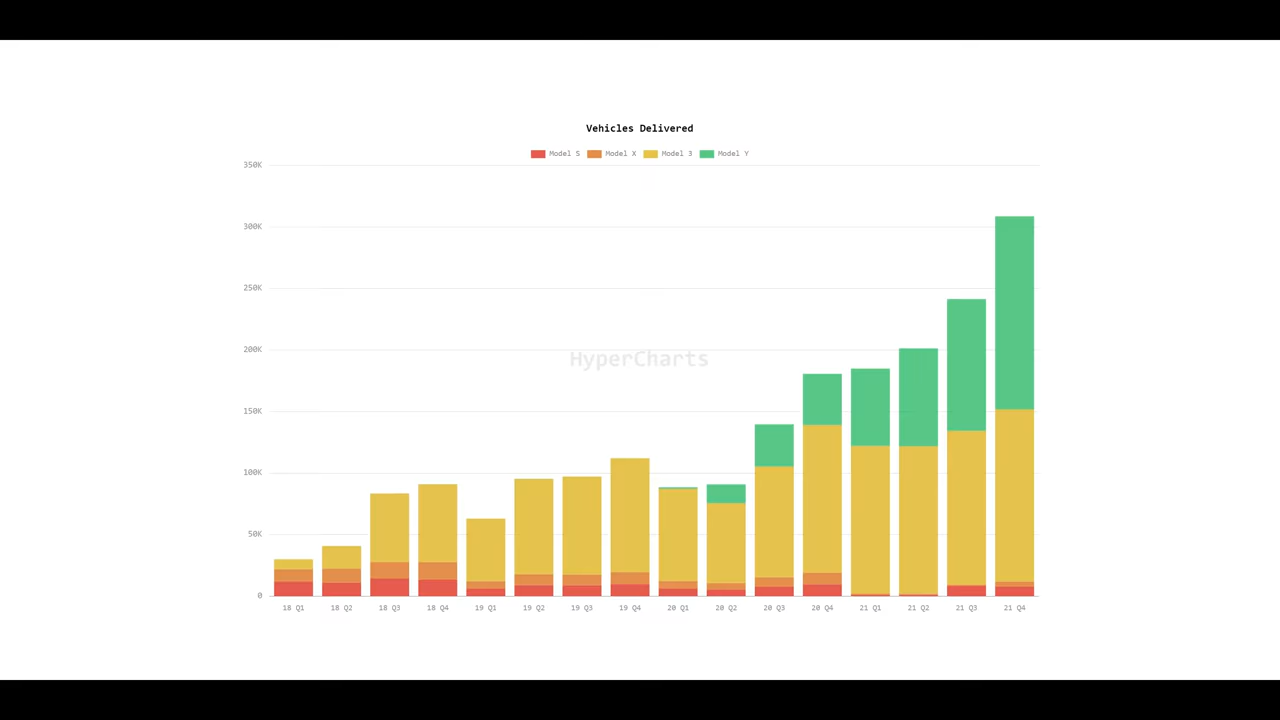 Vehicles Delivered
Model S Model X Model 3 Model Y
350K
300K
250K
200K
HyperCharts
150K
100K
50K
0
18 Q1 18 Q2 18 Q3 18 Q4 19 Q1 19 Q2 19 Q3 19 Q4 20 Q1 20 Q2 20 Q3 20 Q4 21 Q1 21 Q2 21 Q3 21 Q4